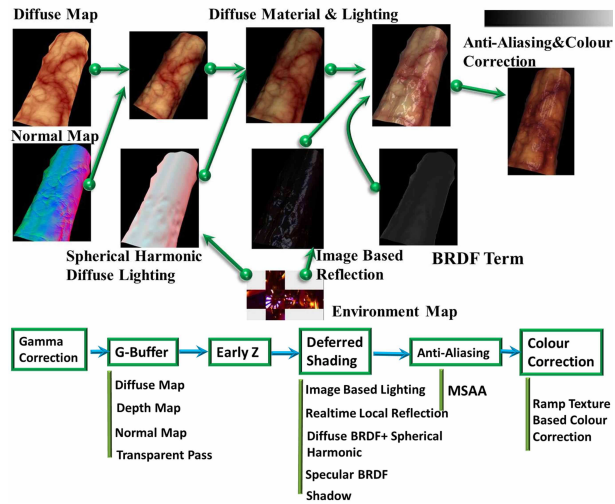 Diffuse Map
Diffuse Material & Lighting
Anti-Aliasing&Colour
Correction
Normal Map
Spherical Harmonic
Diffuse Lighting
Image Based
Reflection
BRDF Term
Environment Map
Gamma
Correction
G-Buffer
Early Z
Deferred
Shading
Anti-Aliasing
Colour
Correction
Diffuse Map
Depth Map
Normal Map
Transparent Pass
Image Based Lighting
Realtime Local Reflection
Diffuse BRDF+ Spherical
Harmonic
Specular BRDF
Shadow
MSAA
Ramp Texture
Based Colour
Correction